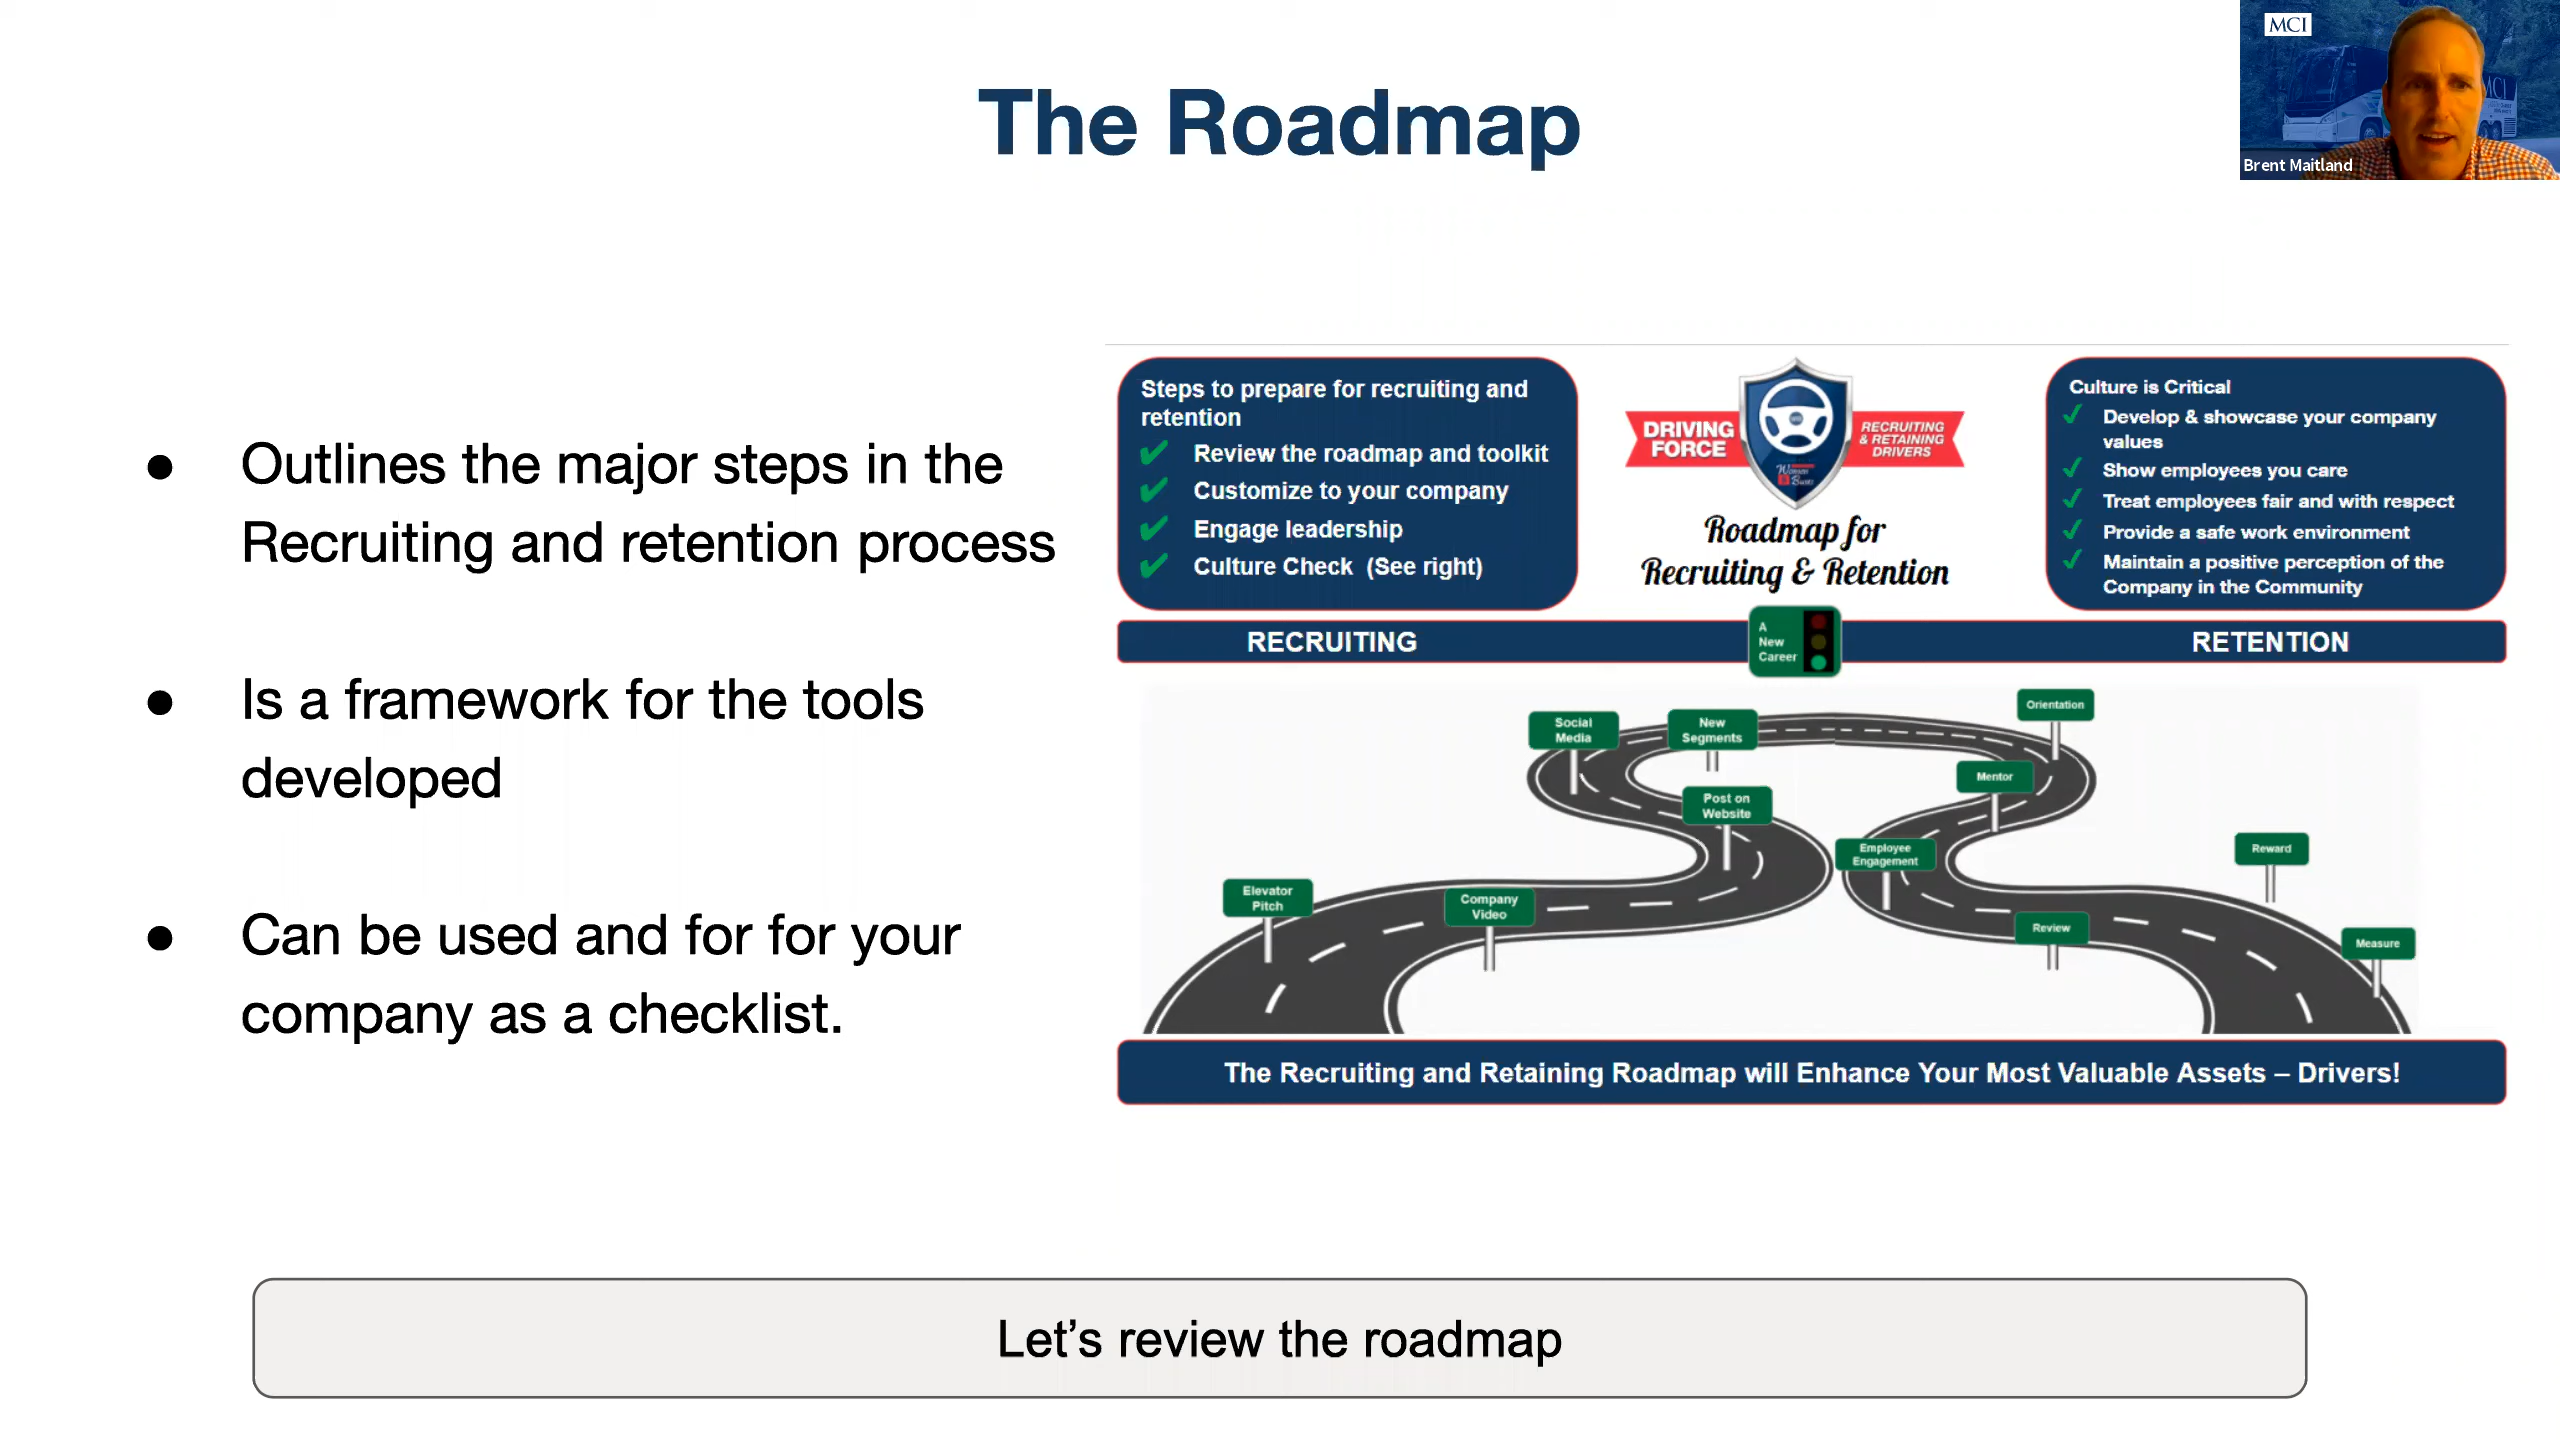 MCI
MCI
Brent Maitland
The Roadmap
● Outlines the major steps in the
Recruiting and retention process
● Is a framework for the tools
developed
● Can be used and for for your
company as a checklist.
Steps to prepare for recruiting and
retention
✔ Review the roadmap and toolkit
✔ Customize to your company
✔ Engage leadership
✔ Culture Check (See right)
DRIVING
FORCE
RECRUITING
& RETAINING
DRIVERS
Roadmap for
Recruiting & Retention
Culture is Critical
✓ Develop & showcase your company
values
✓ Show employees you care
✓ Treat employees fair and with respect
✓ Provide a safe work environment
✓ Maintain a positive perception of the
Company in the Community
RECRUITING
A
New
Career
RETENTION
Elevator
Pitch
Company
Video
Post on
Website
Social
Media
New
Segments
Orientation
Mentor
Employee
Engagement
Review
Reward
Measure
The Recruiting and Retaining Roadmap will Enhance Your Most Valuable Assets – Drivers!
Let’s review the roadmap